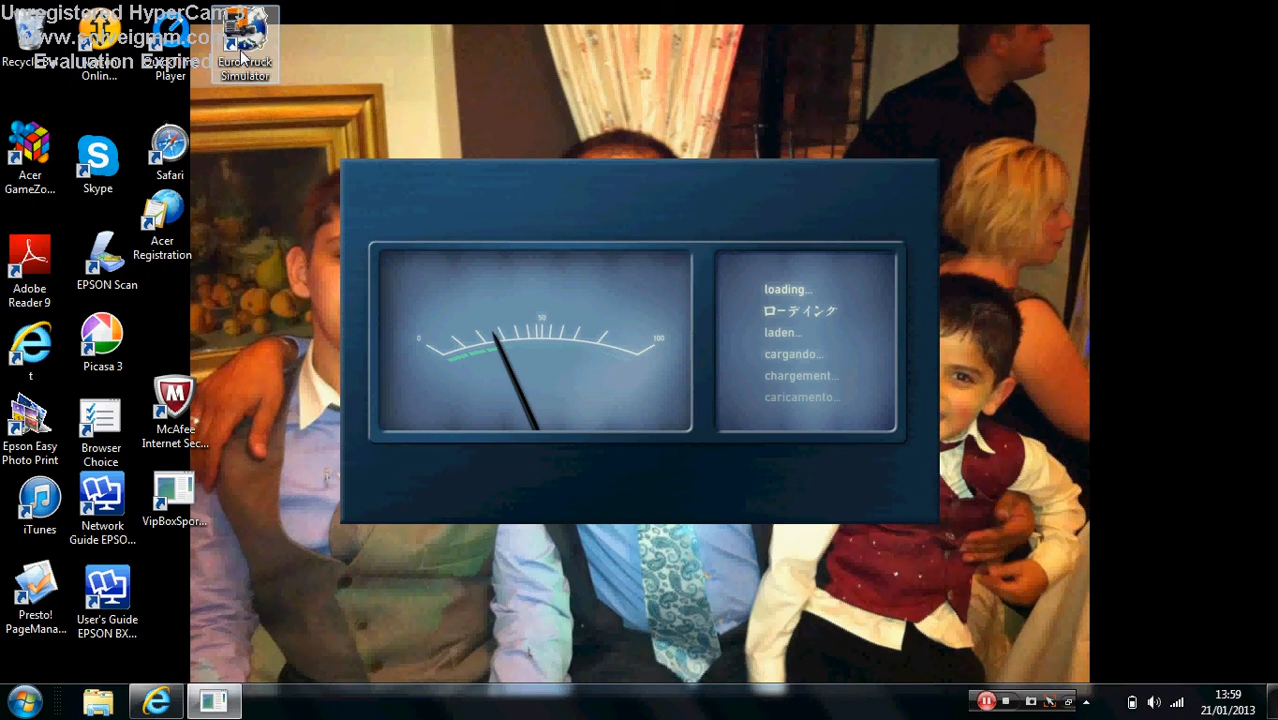 Unregistered HyperCam 3
www.solveigmm.com
Evaluation Expired
Onlin...
Player
Euro Truck
Simulator
Acer
GameZo...
Skype
Safari
Acer
Registration
Adobe
Reader 9
EPSON Scan
t
Picasa 3
McAfee
Internet Sec...
Epson Easy
Photo Print
Browser
Choice
iTunes
Network
Guide EPSO...
VipBoxSpor...
Presto!
PageMana...
User's Guide
EPSON BX...
0
50
100
loading...
ローディング
laden...
cargando...
chargement...
caricamento...
13:59
21/01/2013